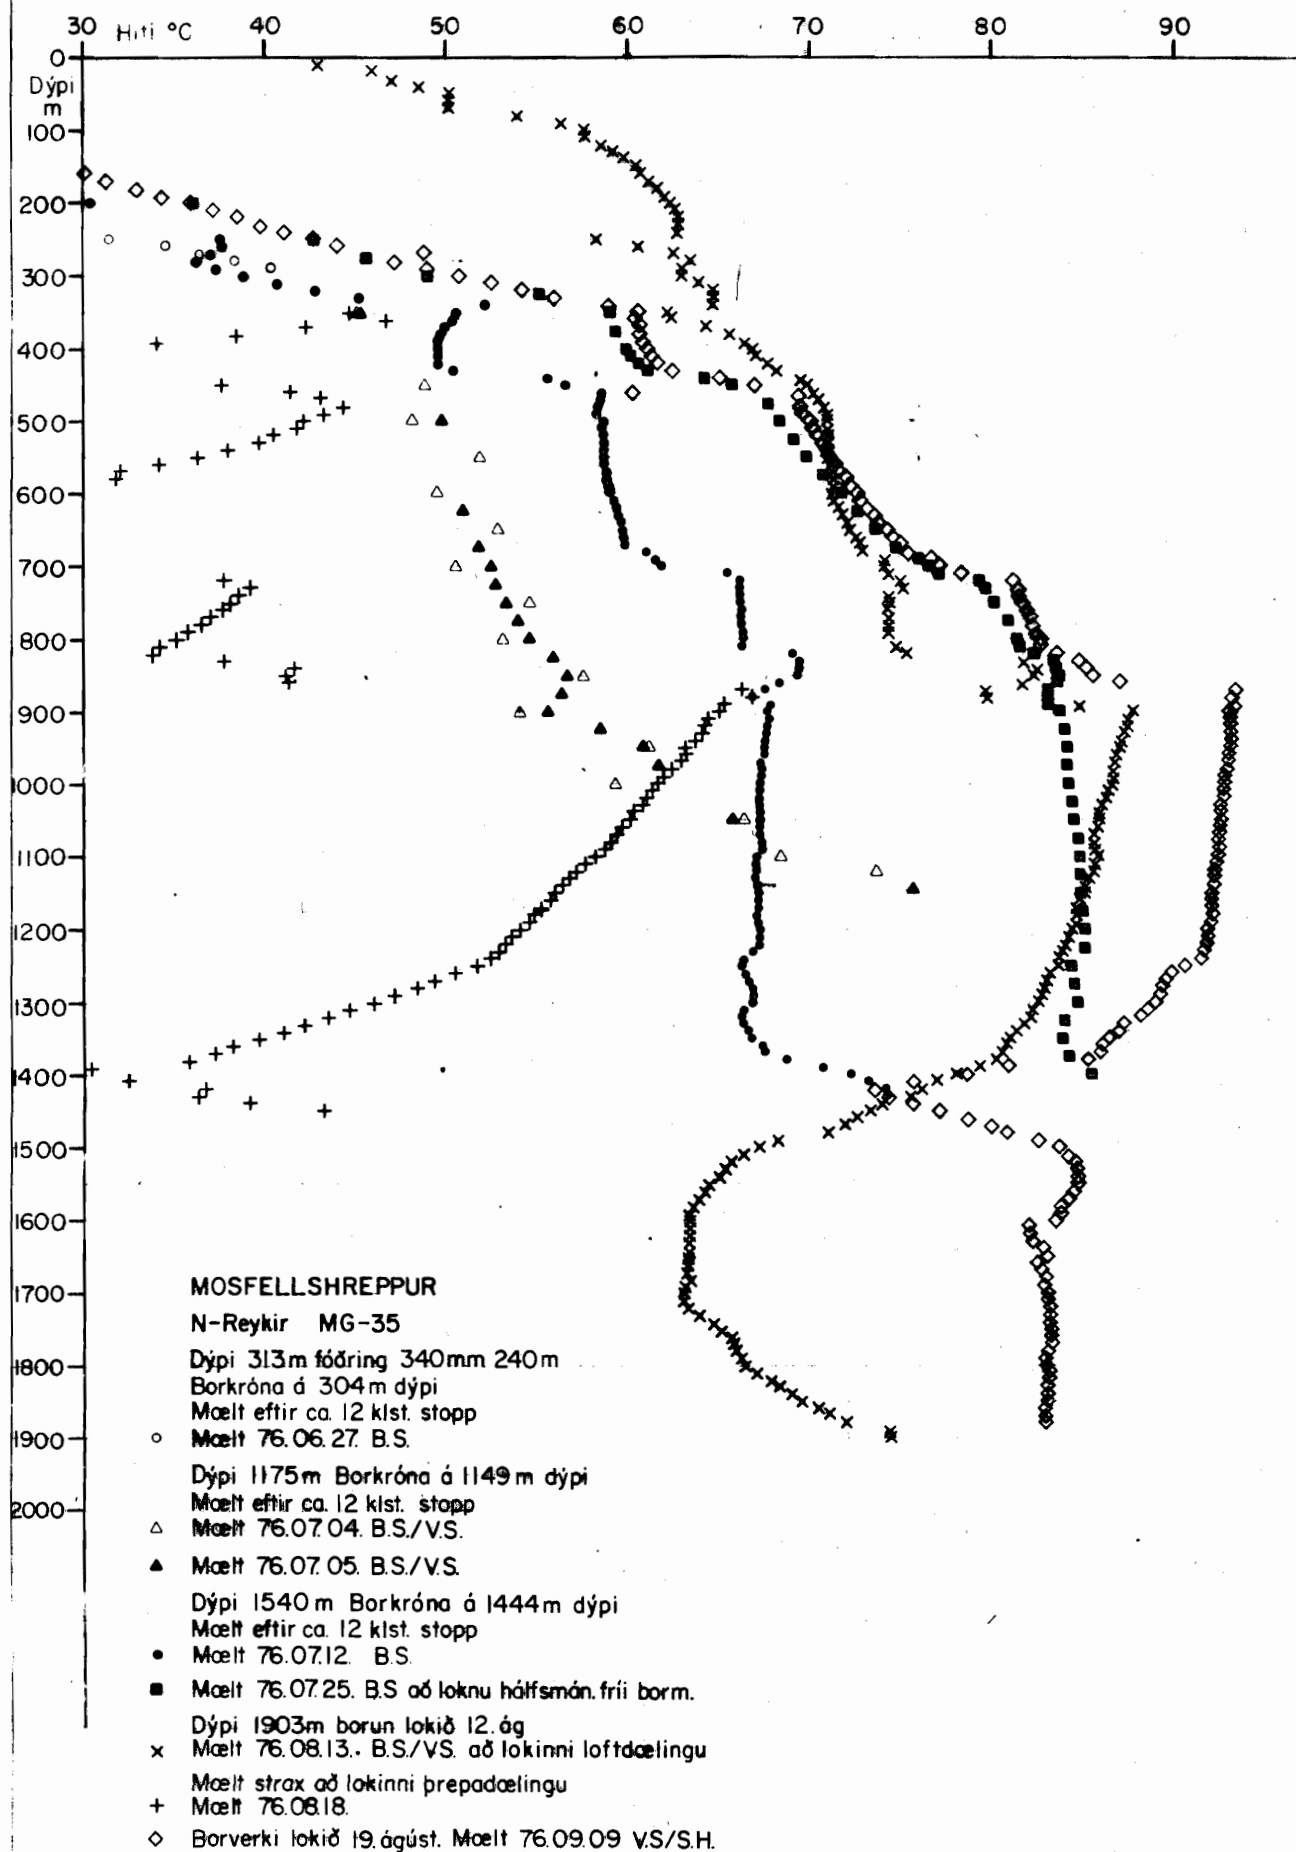 30 40 50 60 70 80 90
Hiti °C
0
Dýpi
m
100
200
300
400
500
600
700
800
900
1000
1100
1200
1300
1400
1500
1600
1700
1800
1900
2000
MOSFELLSHREPPUR
N-Reykir MG-35
Dýpi 313m fóðring 340mm 240m
Borkróna á 304m dýpi
Mælt eftir ca. 12 klst. stopp
Mælt 76.06.27. B.S.
Dýpi 1175m Borkróna á 1149m dýpi
Mælt eftir ca. 12 klst. stopp
Mælt 76.07.04. B.S./V.S.
Mælt 76.07.05. B.S./V.S.
Dýpi 1540m Borkróna á 1444m dýpi
Mælt eftir ca. 12 klst. stopp
Mælt 76.07.12. B.S.
Mælt 76.07.25. B.S að loknu hálfsmán. fríi borm.
Dýpi 1903m borun lokið 12. ág
Mælt 76.08.13. B.S./V.S. að lokinni loftdælingu
Mælt strax að lokinni þrepadælingu
Mælt 76.08.18.
Borverki lokið 19. ágúst. Mælt 76.09.09 V.S/S.H.